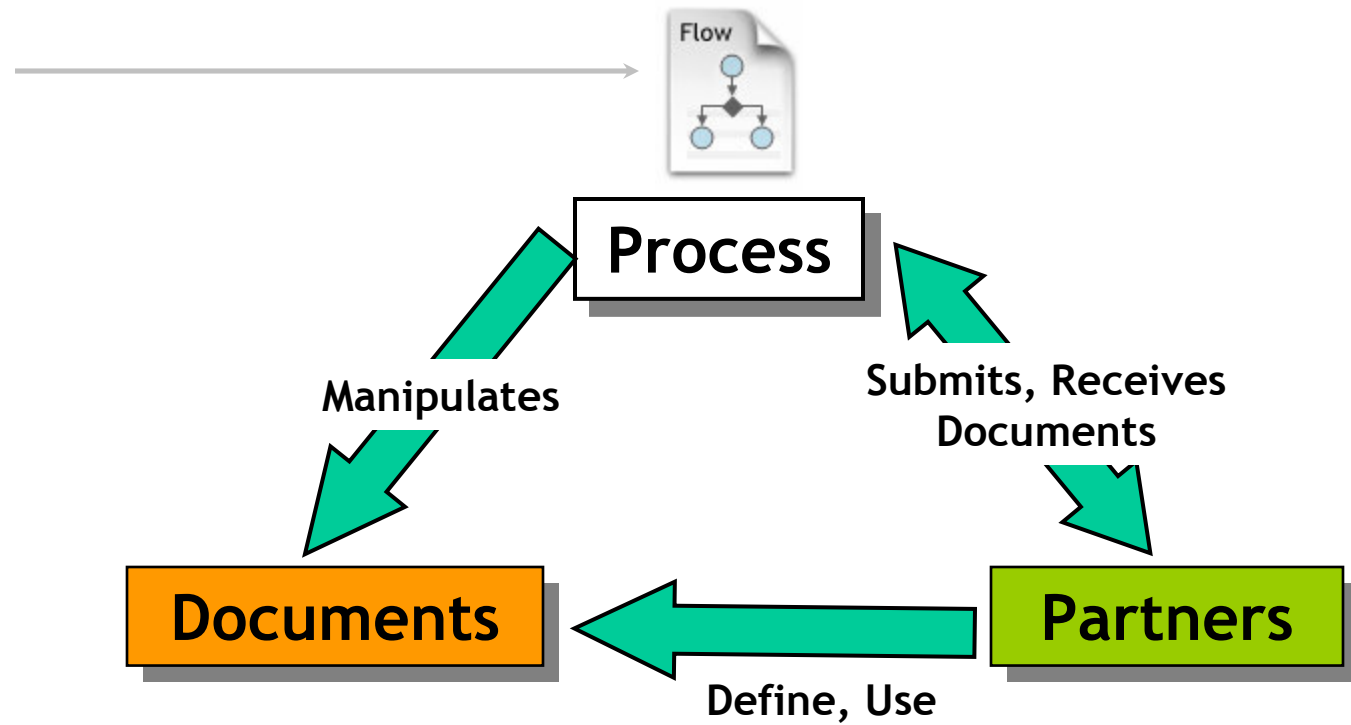 Flow
Process
Manipulates
Submits, Receives
Documents
Documents
Partners
Define, Use